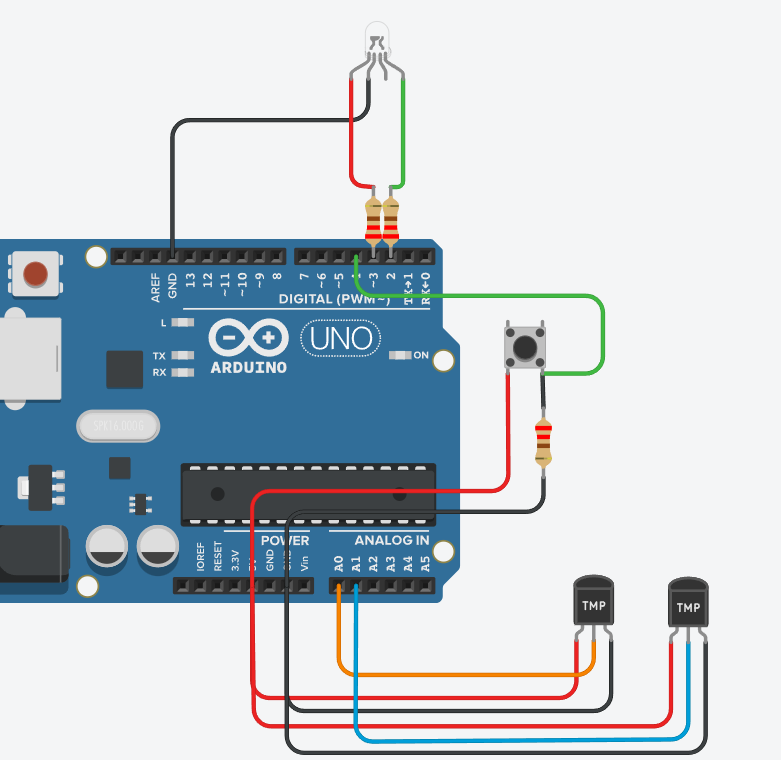 AREF
GND
13
12
~11
~10
~9
8
7
~6
~5
~3
2
TX→1
RX←0
DIGITAL (PWM~)
L
TX
RX
ARDUINO
UNO
ON
SPK16.000G
POWER
ANALOG IN
IOREF
RESET
3.3V
5V
GND
GND
Vin
A0
A1
A2
A3
A4
A5
TMP
TMP